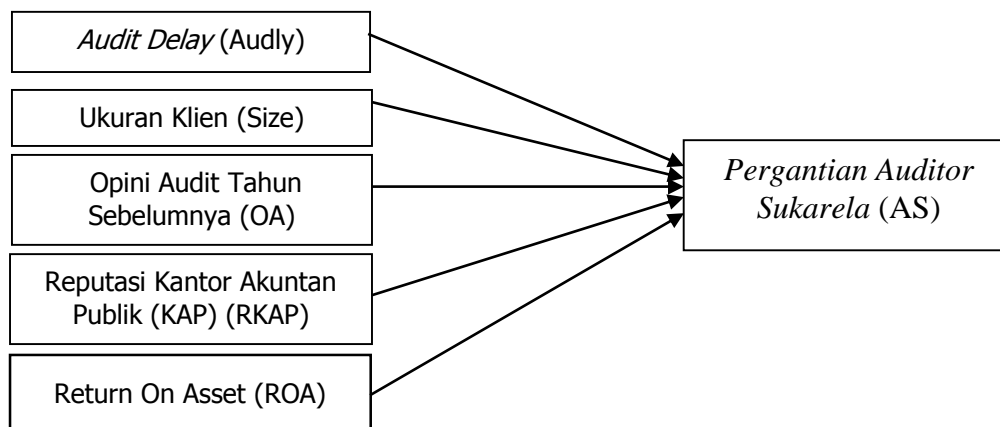 Audit Delay (Audly)
Ukuran Klien (Size)
Opini Audit Tahun
Sebelumnya (OA)
Reputasi Kantor Akuntan
Publik (KAP) (RKAP)
Return On Asset (ROA)
Pergantian Auditor
Sukarela (AS)